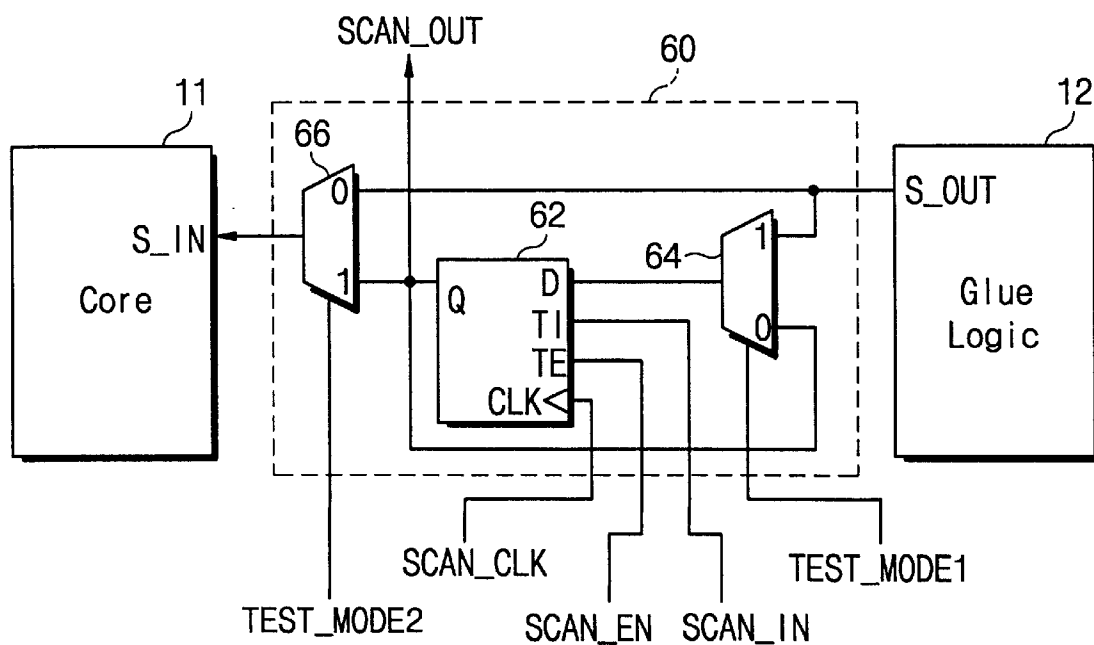 SCAN_OUT
60
11
12
66
0
S_OUT
S_IN
62
1
64
1
Q
D
Core
TI
0
Glue
Logic
TE
CLK
SCAN_CLK
TEST_MODE1
TEST_MODE2
SCAN_EN
SCAN_IN